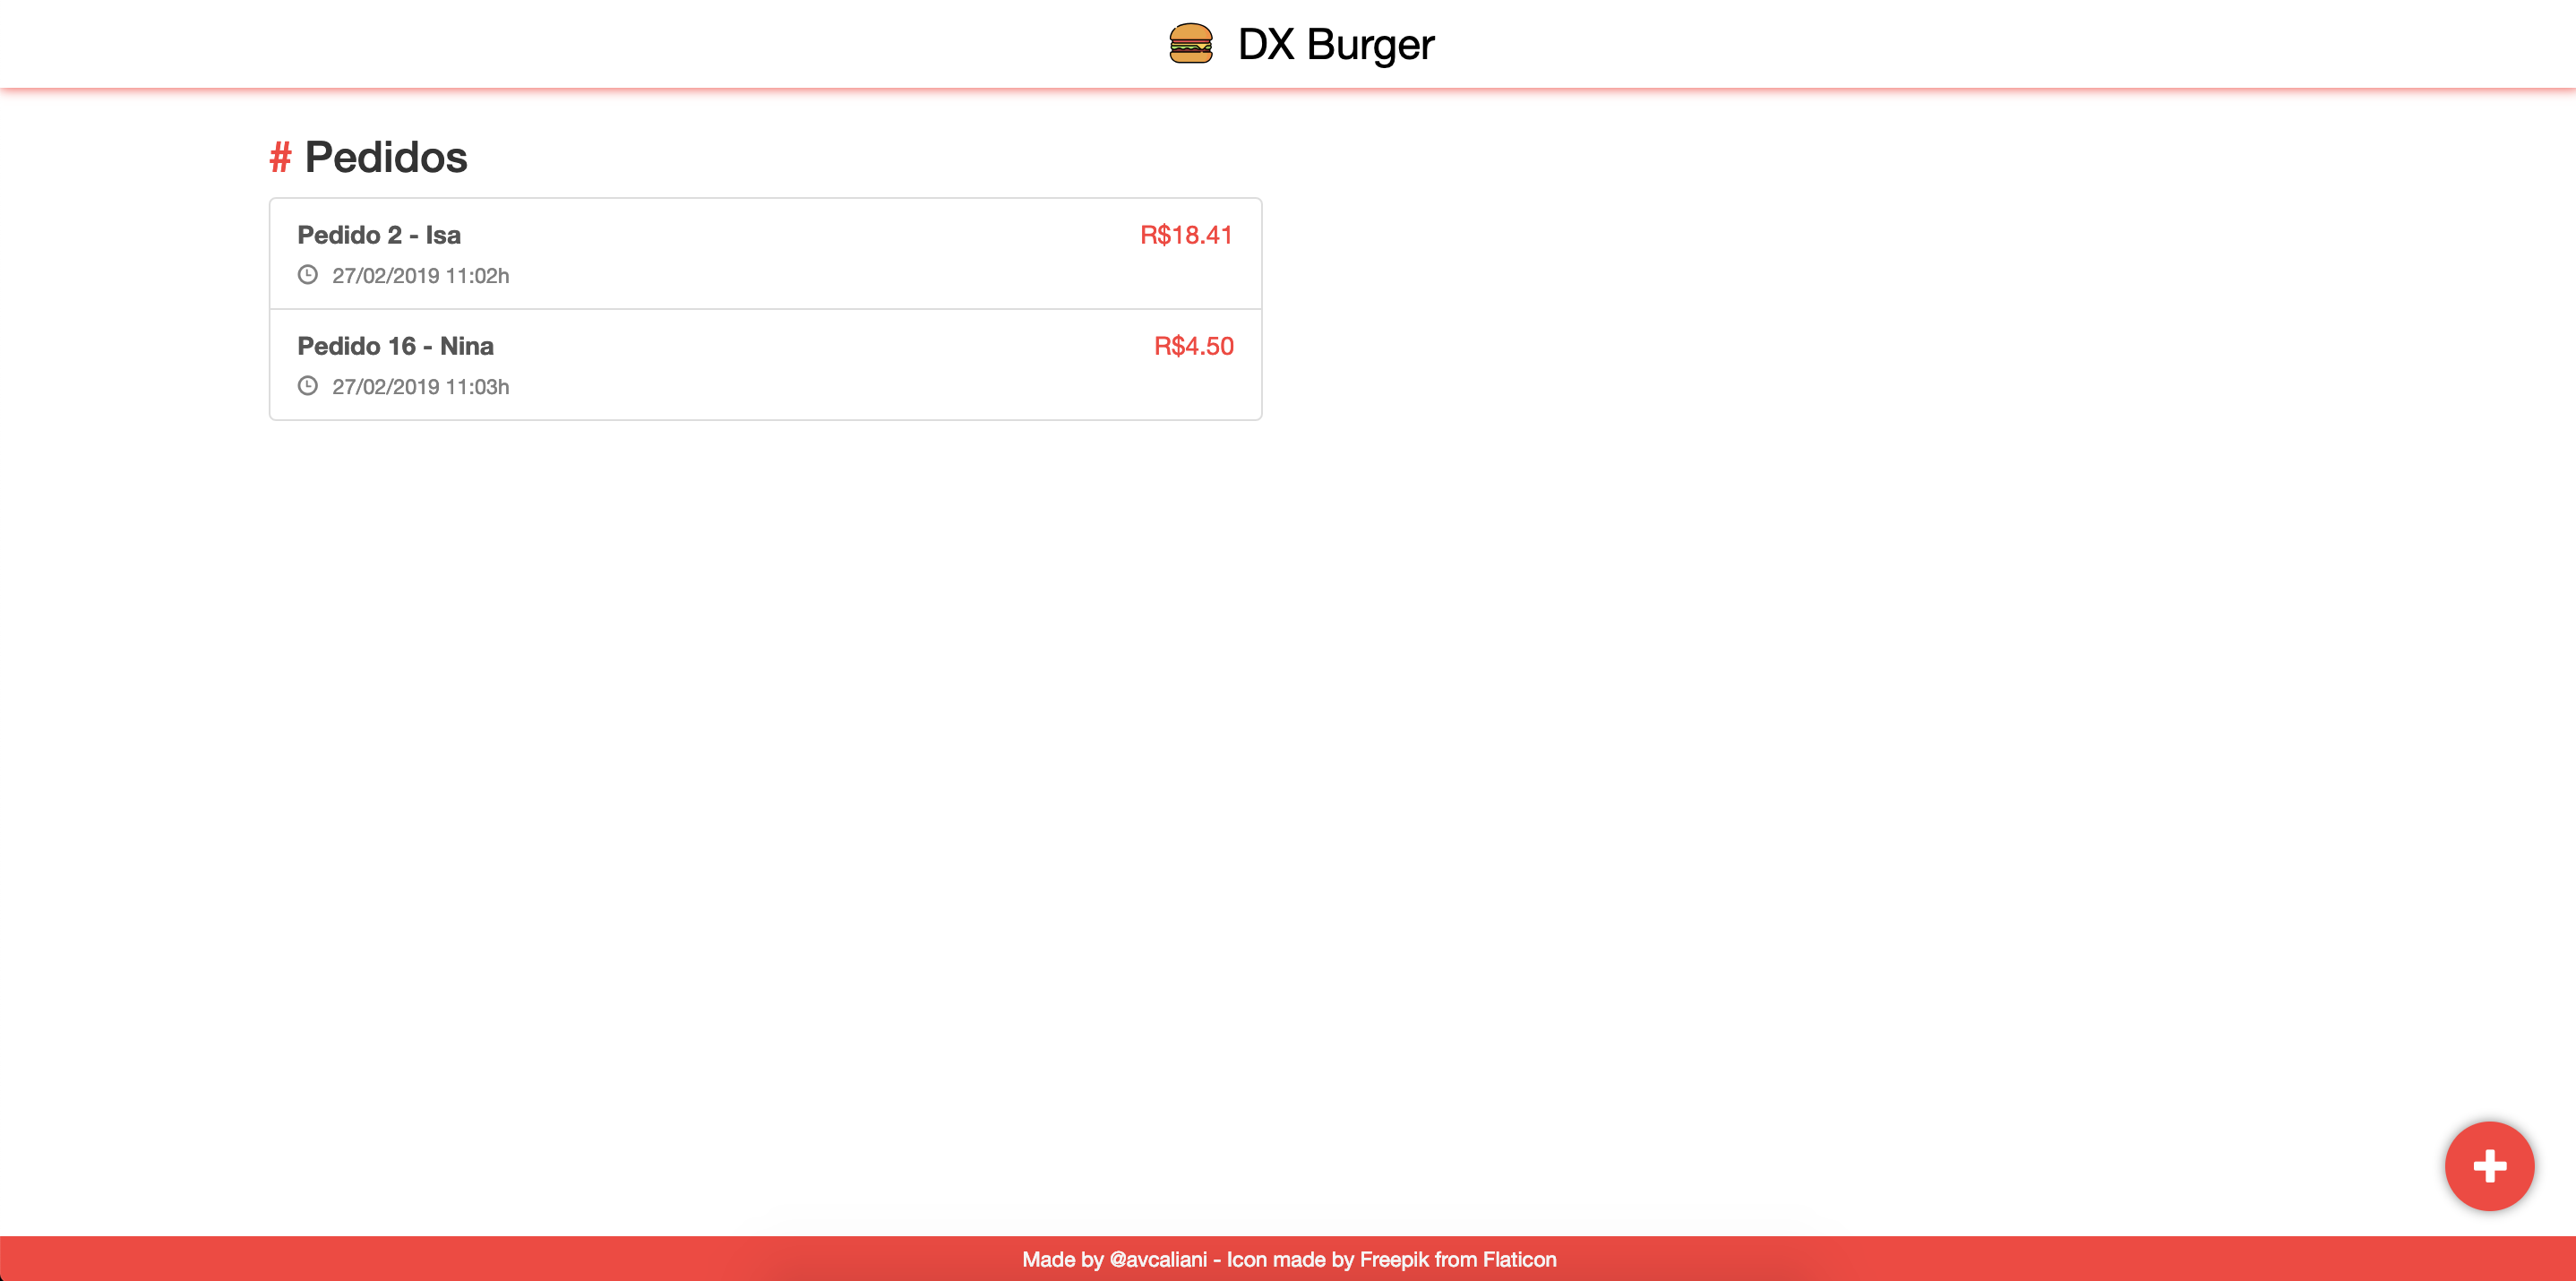 DX Burger
# Pedidos
Pedido 2 - Isa R$18.41
27/02/2019 11:02h
Pedido 16 - Nina R$4.50
27/02/2019 11:03h
Made by @avcaliani - Icon made by Freepik from Flaticon